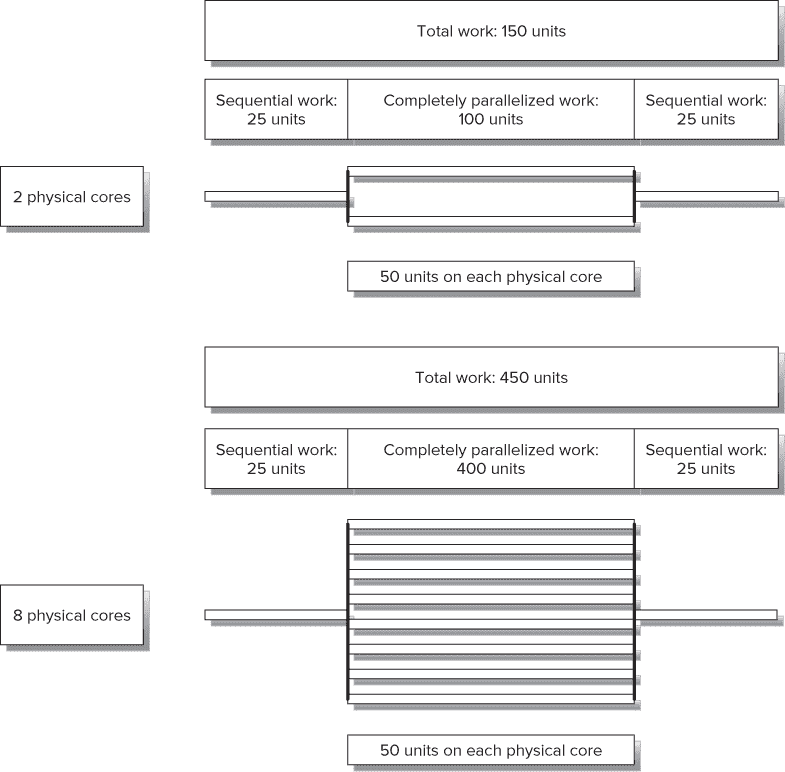 Total work: 150 units
Sequential work:
25 units
Completely parallelized work:
100 units
Sequential work:
25 units
2 physical cores
50 units on each physical core
Total work: 450 units
Sequential work:
25 units
Completely parallelized work:
400 units
Sequential work:
25 units
8 physical cores
50 units on each physical core